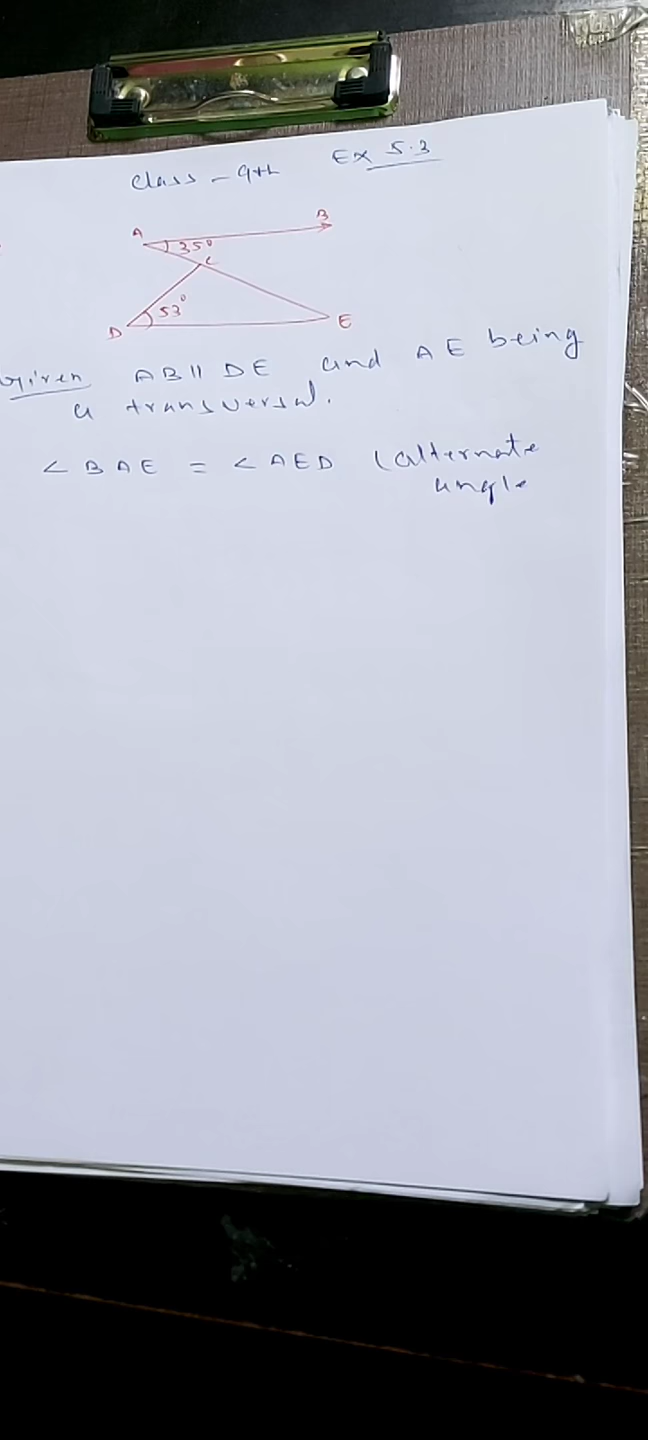 class - 9th Ex 5.3
A B
35°
C
53°
D E
Given AB || DE and AE being
a transversal.
∠BAE = ∠AED (alternate
angle